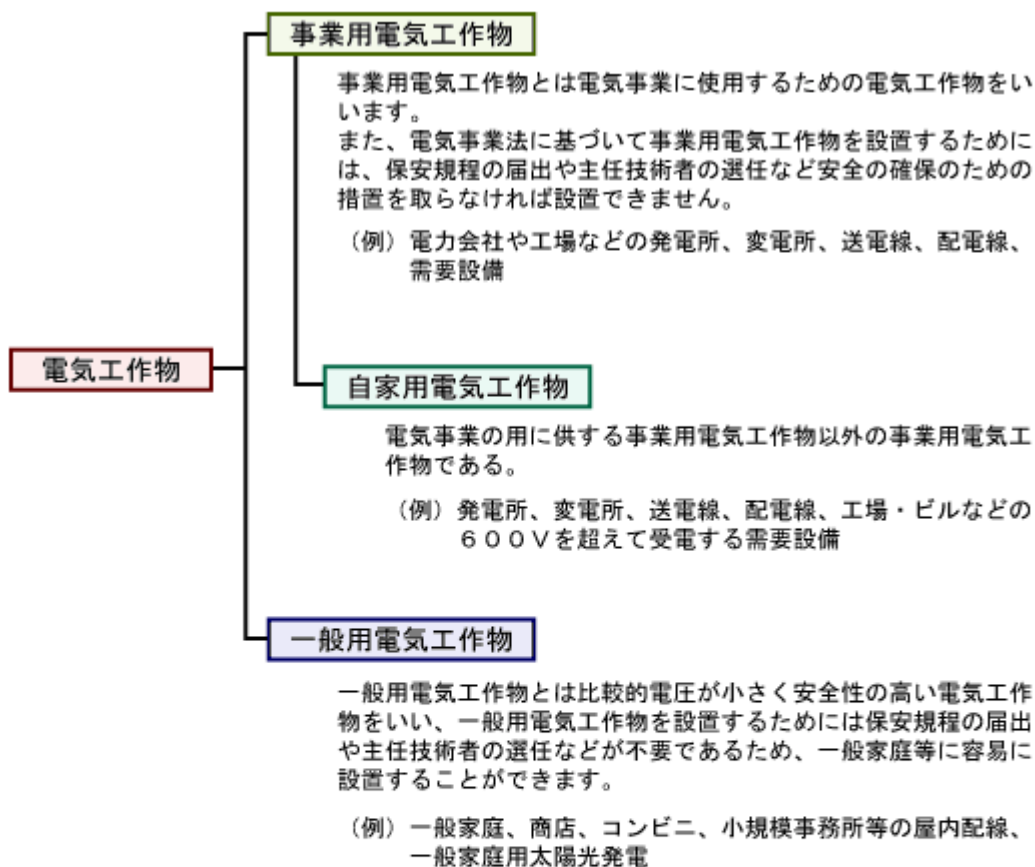 事業用電気工作物
事業用電気工作物とは電気事業に使用するための電気工作物をい
います。
また、電気事業法に基づいて事業用電気工作物を設置するために
は、保安規程の届出や主任技術者の選任など安全の確保のための
措置を取らなければ設置できません。
（例）電力会社や工場などの発電所、変電所、送電線、配電線、
需要設備
電気工作物
自家用電気工作物
電気事業の用に供する事業用電気工作物以外の事業用電気工
作物である。
（例）発電所、変電所、送電線、配電線、工場・ビルなどの
６００Ｖを超えて受電する需要設備
一般用電気工作物
一般用電気工作物とは比較的電圧が小さく安全性の高い電気工作
物をいい、一般用電気工作物を設置するためには保安規程の届出
や主任技術者の選任などが不要であるため、一般家庭等に容易に
設置することができます。
（例）一般家庭、商店、コンビニ、小規模事務所等の屋内配線、
一般家庭用太陽光発電